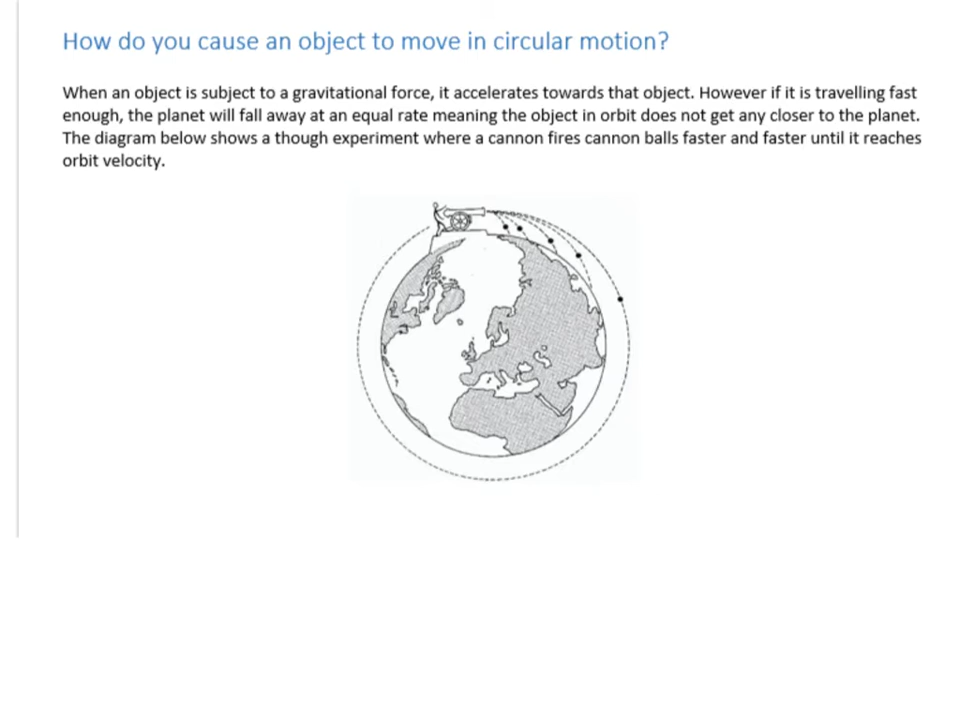 How do you cause an object to move in circular motion?
When an object is subject to a gravitational force, it accelerates towards that object. However if it is travelling fast
enough, the planet will fall away at an equal rate meaning the object in orbit does not get any closer to the planet.
The diagram below shows a though experiment where a cannon fires cannon balls faster and faster until it reaches
orbit velocity.